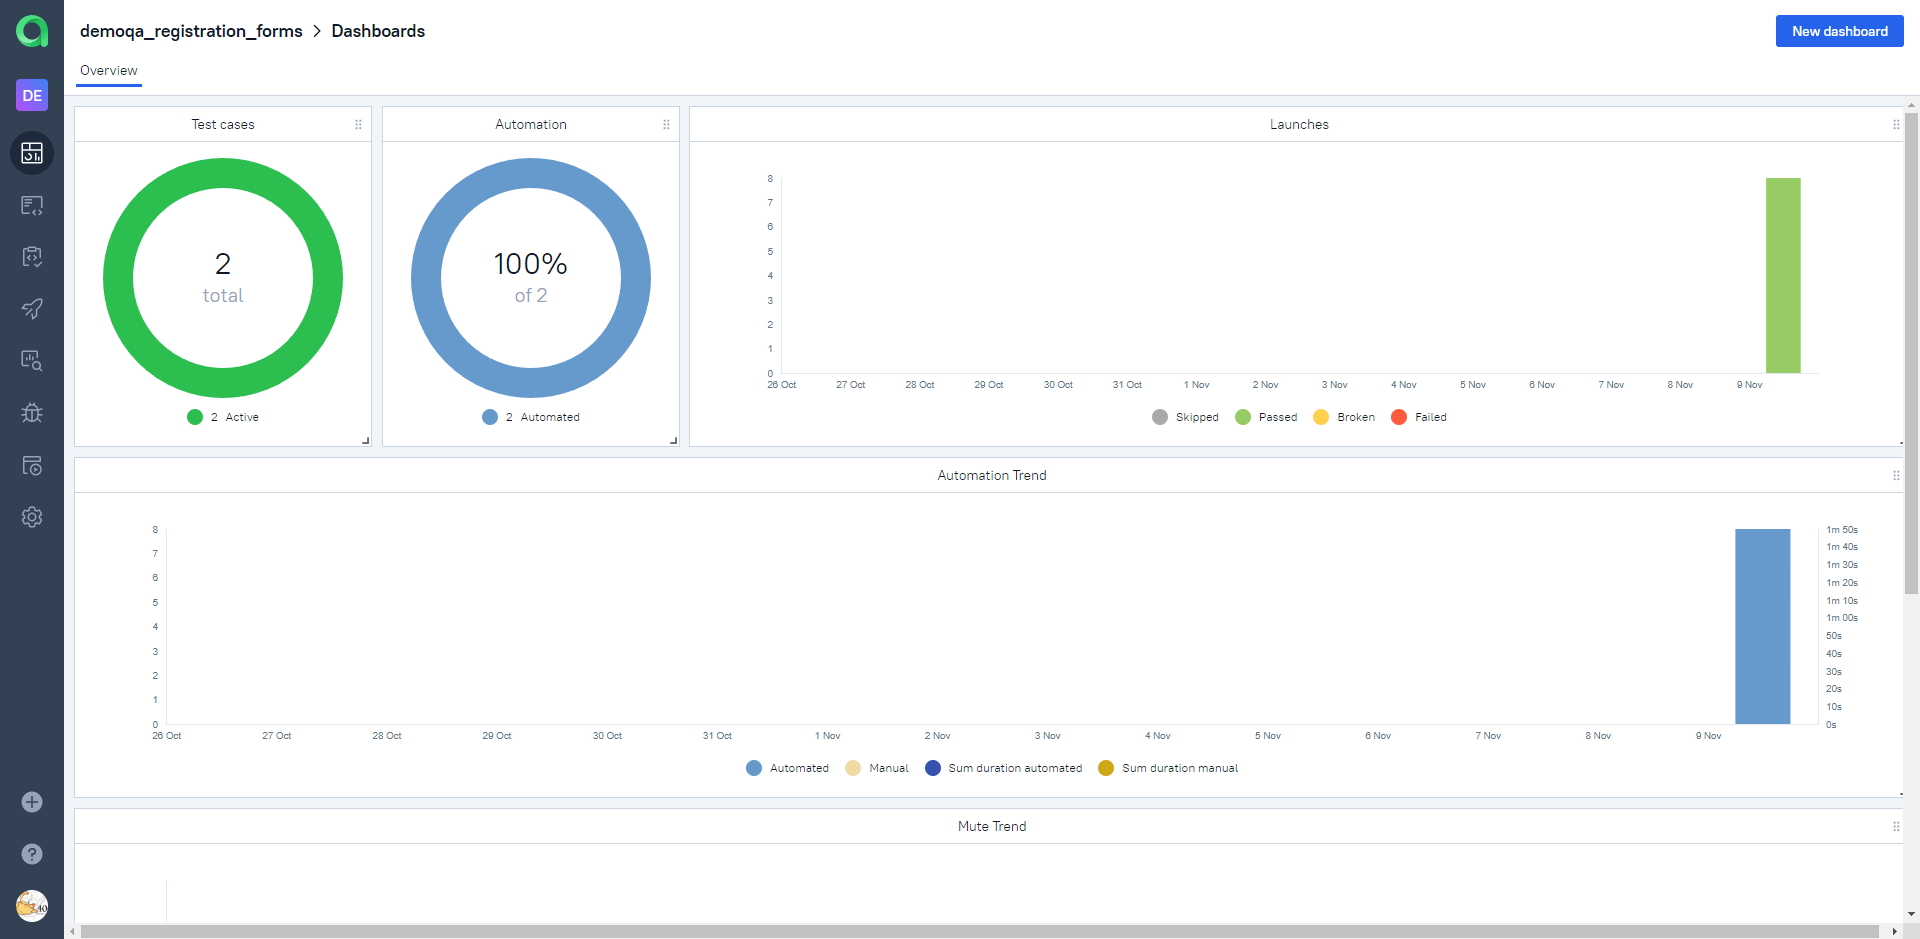 demoqa_registration_forms > Dashboards
New dashboard
Overview
DE
Test cases
2
total
2 Active
Automation
100%
of 2
2 Automated
Launches
8
7
6
5
4
3
2
1
0
26 Oct 27 Oct 28 Oct 29 Oct 30 Oct 31 Oct 1 Nov 2 Nov 3 Nov 4 Nov 5 Nov 6 Nov 7 Nov 8 Nov 9 Nov
Skipped Passed Broken Failed
Automation Trend
8
7
6
5
4
3
2
1
0
1m 50s
1m 40s
1m 30s
1m 20s
1m 10s
1m 00s
50s
40s
30s
20s
10s
0s
26 Oct 27 Oct 28 Oct 29 Oct 30 Oct 31 Oct 1 Nov 2 Nov 3 Nov 4 Nov 5 Nov 6 Nov 7 Nov 8 Nov 9 Nov
Automated Manual Sum duration automated Sum duration manual
Mute Trend